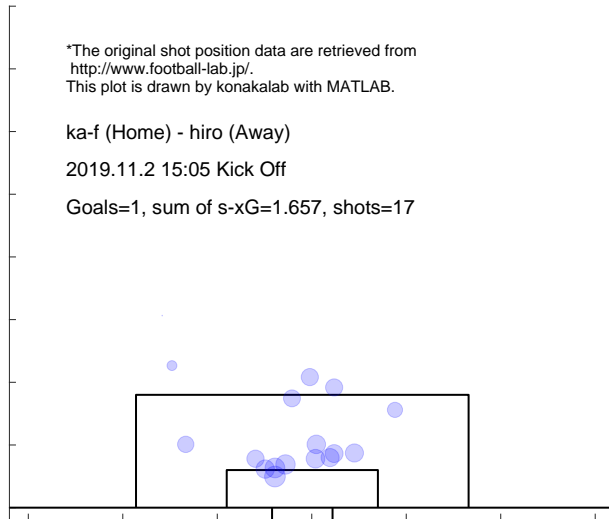 *The original shot position data are retrieved from
http://www.football-lab.jp/.
This plot is drawn by konakalab with MATLAB.
ka-f (Home) - hiro (Away)
2019.11.2 15:05 Kick Off
Goals=1, sum of s-xG=1.657, shots=17